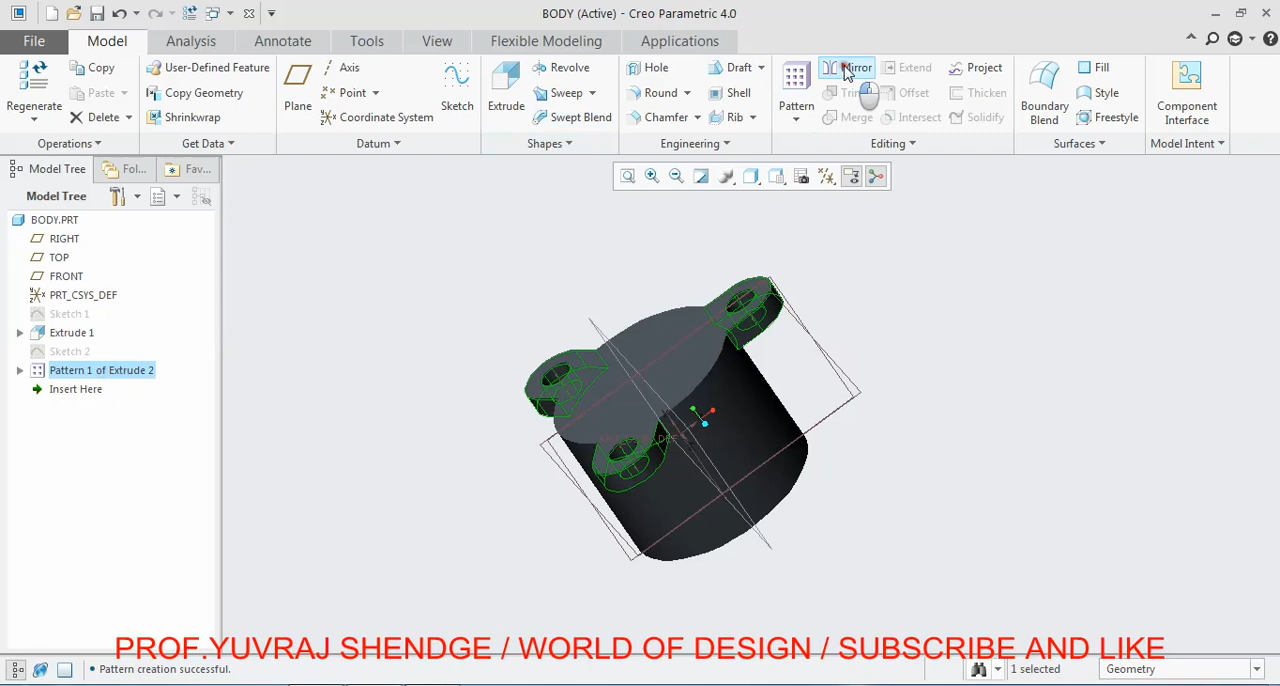 BODY (Active) - Creo Parametric 4.0
File Model Analysis Annotate Tools View Flexible Modeling Applications
Regenerate Copy Paste Delete User-Defined Feature Copy Geometry Shrinkwrap Plane Axis Point Coordinate System Sketch Extrude Revolve Sweep Swept Blend Hole Round Chamfer Draft Shell Rib Pattern Mirror Extend Project Offset Thicken Merge Intersect Solidify Boundary Blend Fill Style Freestyle Component Interface
Operations Get Data Datum Shapes Engineering Editing Surfaces Model Intent
Model Tree Fol... Fav...
Model Tree
BODY.PRT
RIGHT
TOP
FRONT
PRT_CSYS_DEF
Sketch 1
Extrude 1
Sketch 2
Pattern 1 of Extrude 2
Insert Here
PROF.YUVRAJ SHENDGE / WORLD OF DESIGN / SUBSCRIBE AND LIKE
• Pattern creation successful. 1 selected Geometry